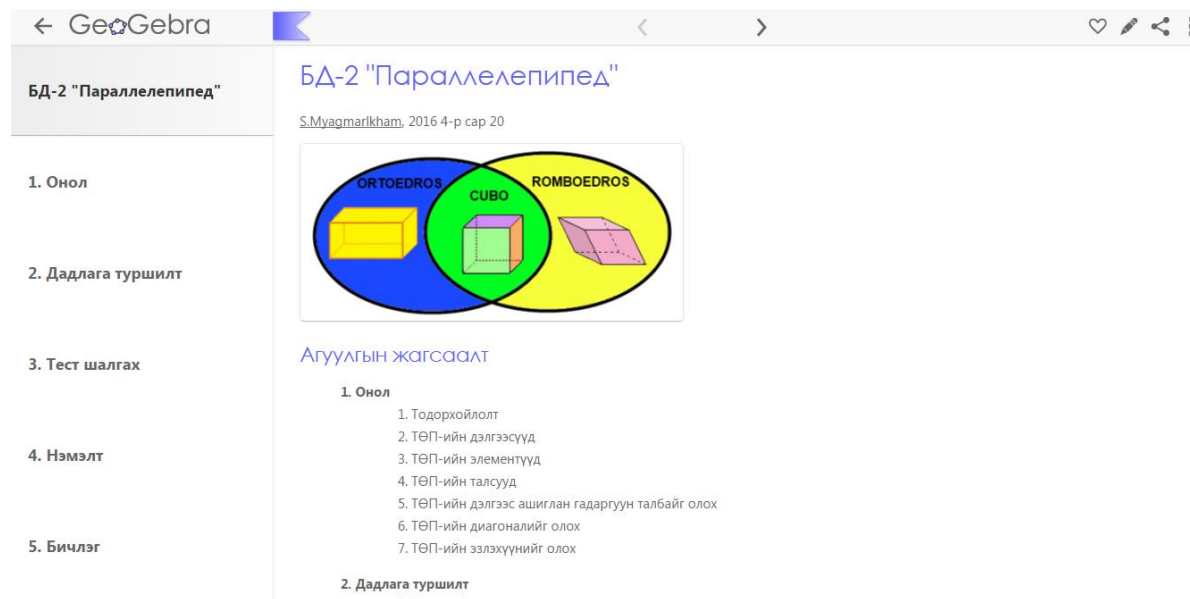 GeoGebra
БД-2 "Параллелепипед"
1. Онол
2. Дадлага туршилт
3. Тест шалгах
4. Нэмэлт
5. Бичлэг
БД-2 "Параллелепипед"
S.Myagmarlkham, 2016 4-р сар 20
ORTOEDROS
CUBO
ROMBOEDROS
Агуулгын жагсаалт
1. Онол
1. Тодорхойлолт
2. ТӨП-ийн дэлгээсүүд
3. ТӨП-ийн элементүүд
4. ТӨП-ийн талсууд
5. ТӨП-ийн дэлгээс ашиглан гадаргуун талбайг олох
6. ТӨП-ийн диагоналийг олох
7. ТӨП-ийн эзлэхүүнийг олох
2. Дадлага туршилт